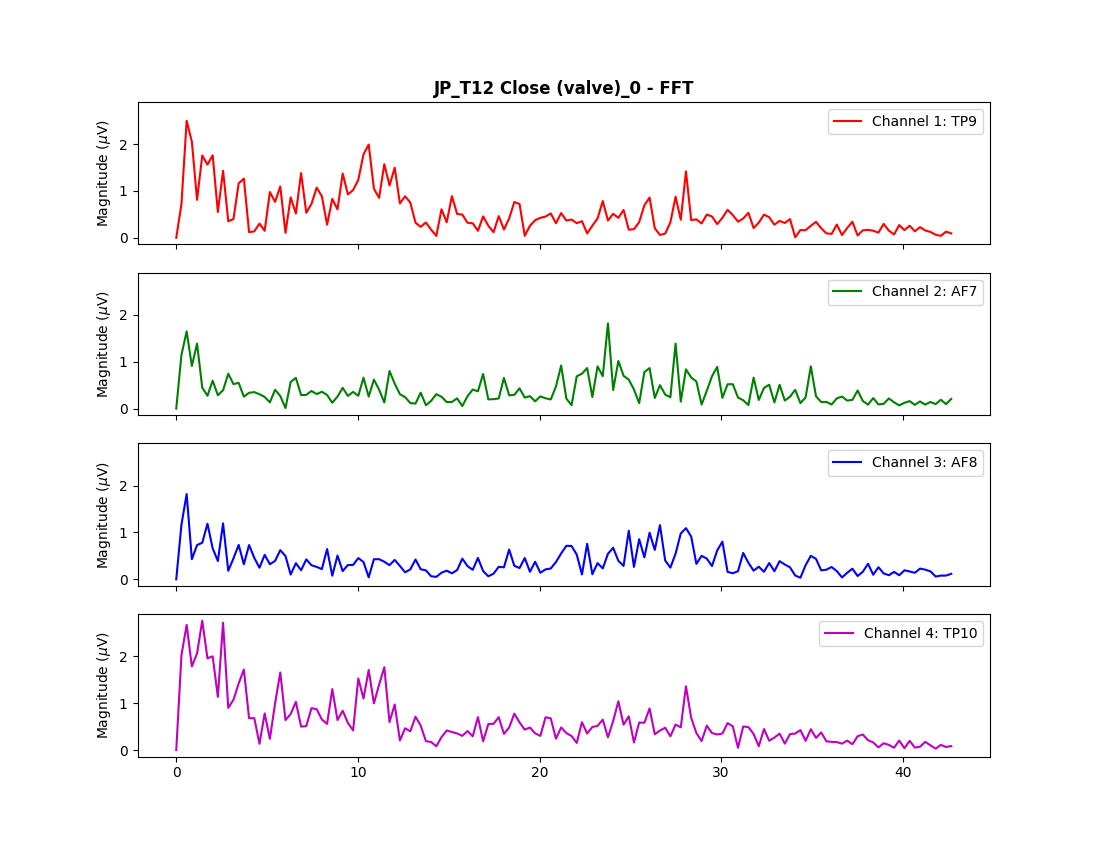 JP_T12 Close (valve)_0 - FFT
Magnitude (µV)
2
1
0
Channel 1: TP9
Magnitude (µV)
2
1
0
Channel 2: AF7
Magnitude (µV)
2
1
0
Channel 3: AF8
Magnitude (µV)
2
1
0
Channel 4: TP10
0 10 20 30 40